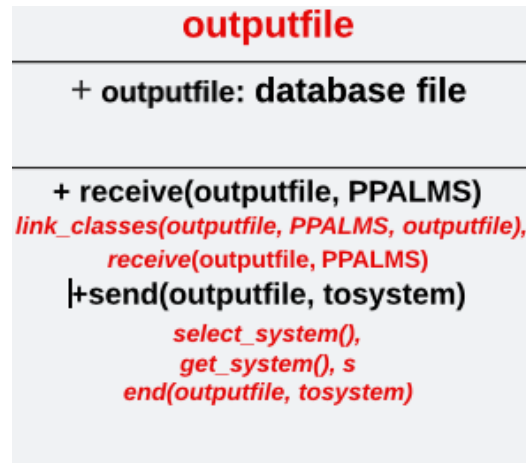 outputfile
+ outputfile: database file
+ receive(outputfile, PPALMS)
link_classes(outputfile, PPALMS, outputfile),
receive(outputfile, PPALMS)
+send(outputfile, tosystem)
select_system(),
get_system(), s
end(outputfile, tosystem)